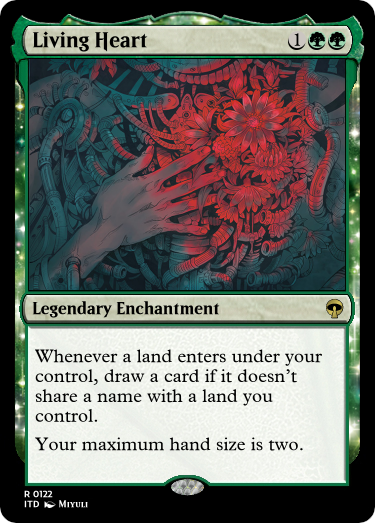 Living Heart 1
Legendary Enchantment
Whenever a land enters under your
control, draw a card if it doesn't
share a name with a land you
control.
Your maximum hand size is two.
R 0122
ITD Miyuli